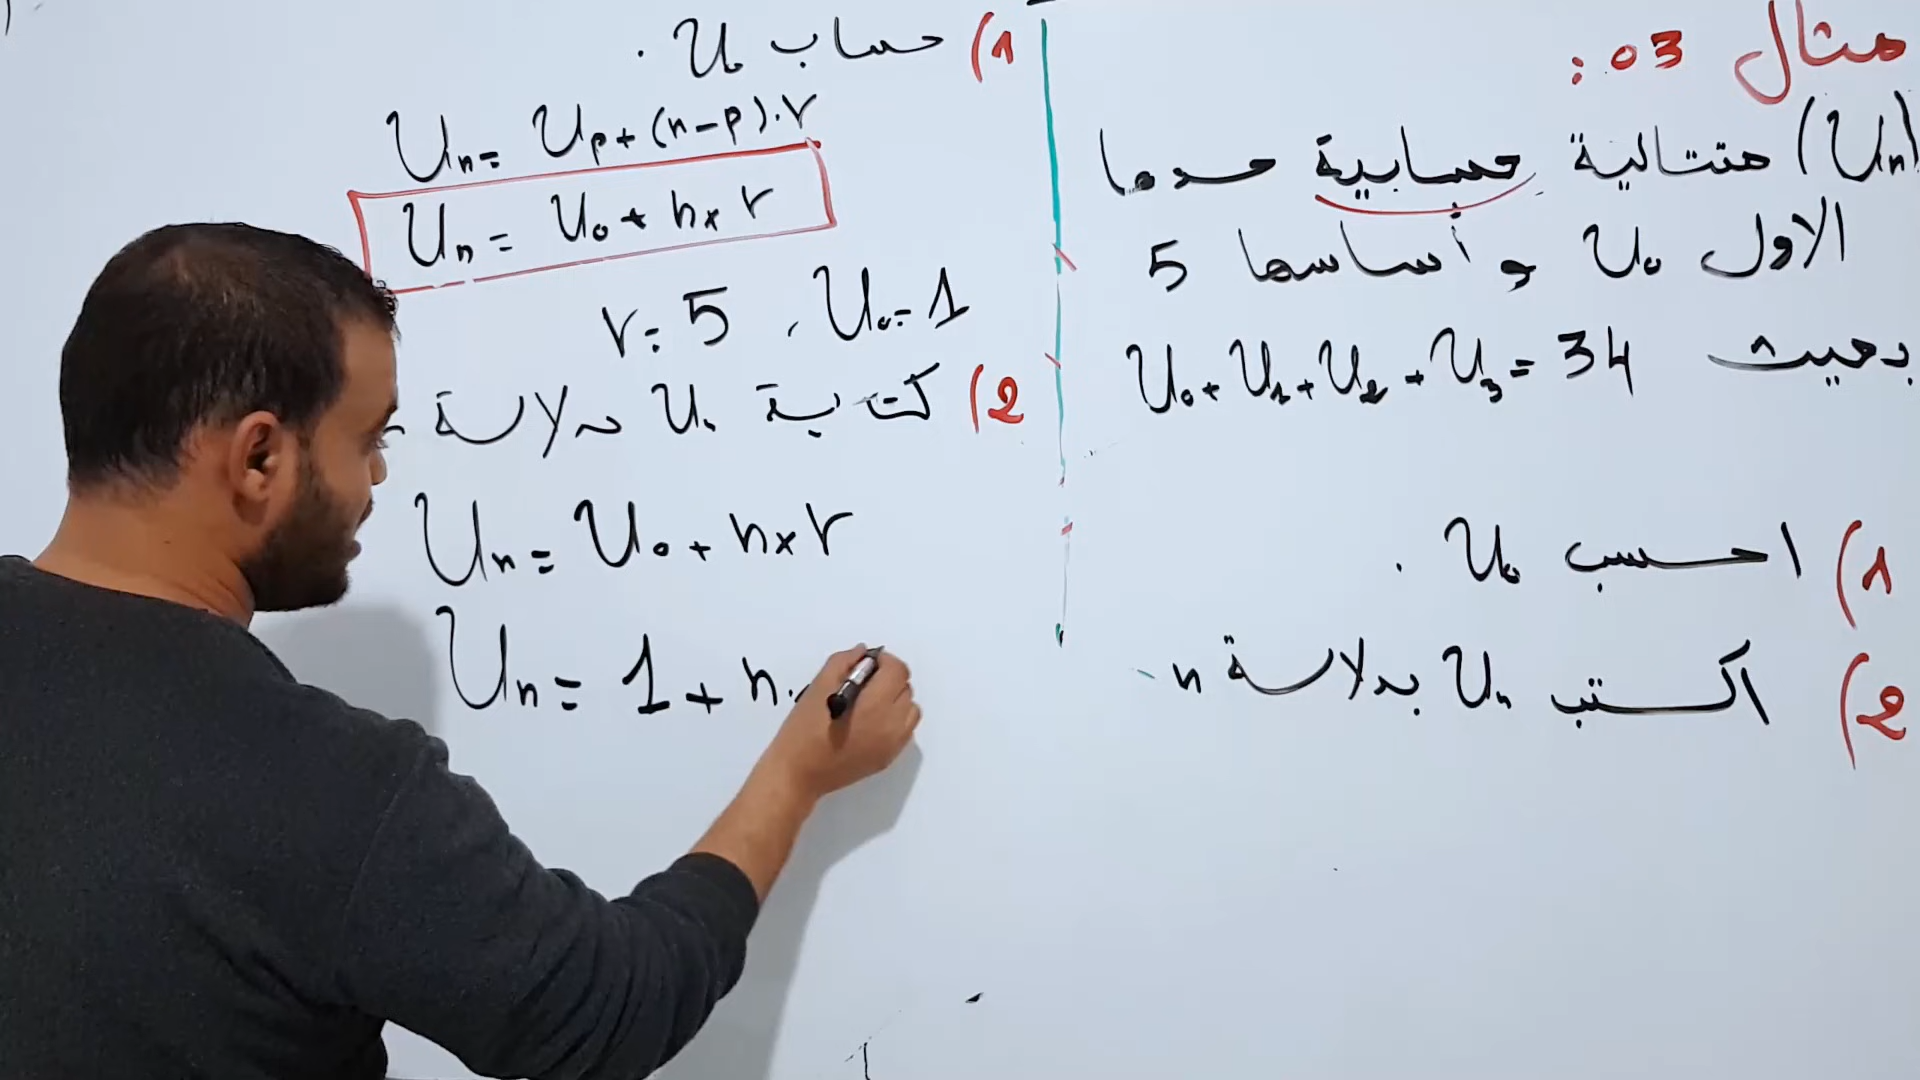 مثال 03 :
(Un) متتالية حسابية حدها
الاول U0 و أساسها 5
بحيث U0 + U1 + U2 + U3 = 34
1) احسب U0 .
2) اكتب Un بدلالة n
1) حساب U0 .
Un = Up + (n-p).r
Un = U0 + n x r
r = 5 , U0 = 1
2) كتابة Un بدلالة
Un = U0 + n x r
Un = 1 + n